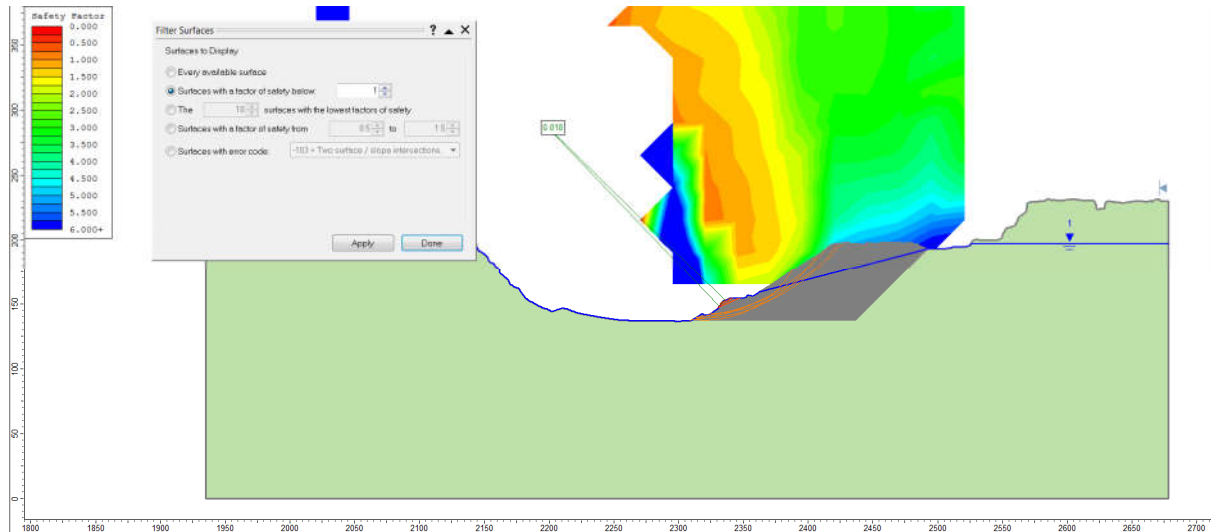 Safety Factor
0.000
0.500
1.000
1.500
2.000
2.500
3.000
3.500
4.000
4.500
5.000
5.500
6.000+
Filter Surfaces
?
Surfaces to Display
Every available surface
Surfaces with a factor of safety below: 1
The 10 surfaces with the lowest factors of safety
Surfaces with a factor of safety from 0.5 to 1.5
Surfaces with error code: -103 = Two surface / slope intersections.
Apply Done
0.018
1
350
300
250
200
150
100
50
0
1800 1850 1900 1950 2000 2050 2100 2150 2200 2250 2300 2350 2400 2450 2500 2550 2600 2650 2700